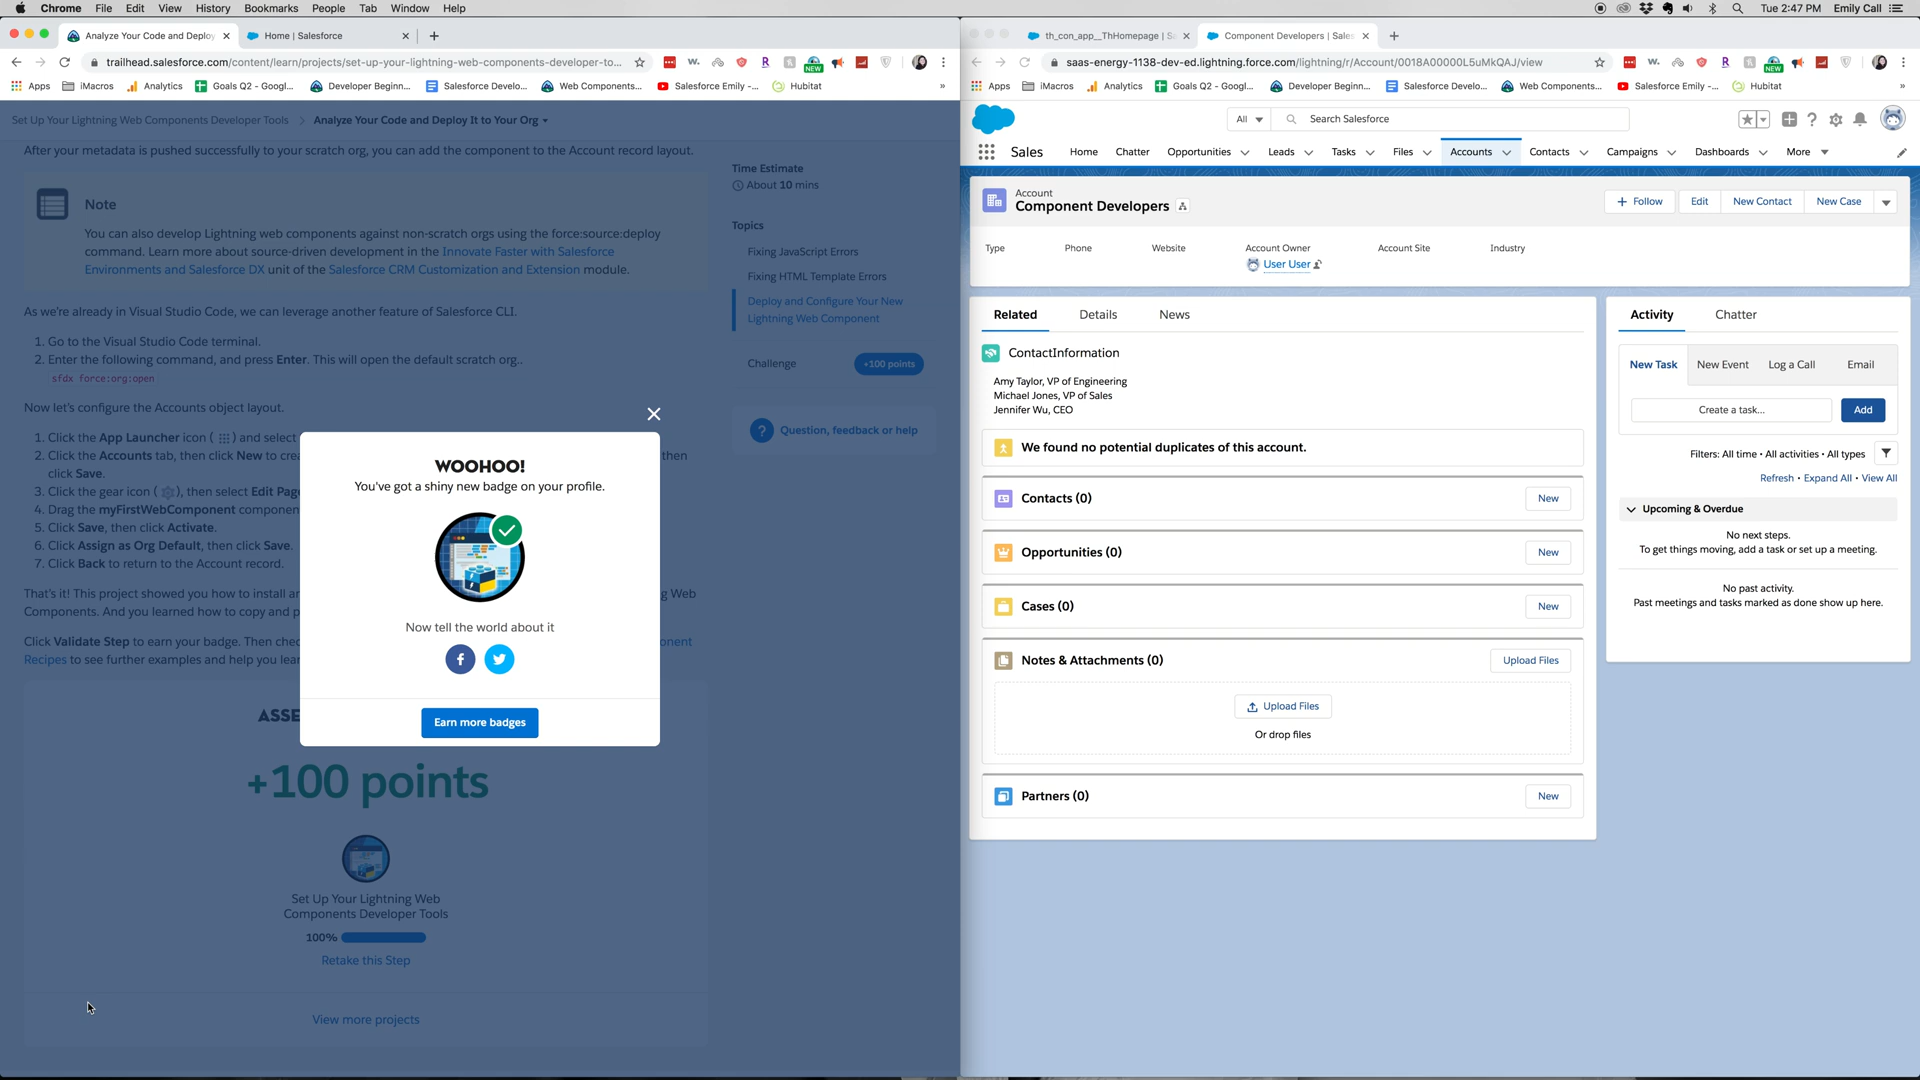 Chrome File Edit View History Bookmarks People Tab Window Help
Tue 2:47 PM Emily Call
Analyze Your Code and Deploy
Home | Salesforce
trailhead.salesforce.com/content/learn/projects/set-up-your-lightning-web-components-developer-to...
NEW
Apps iMacros Analytics Goals Q2 - Googl... Developer Beginn... Salesforce Develo... Web Components... Salesforce Emily -... Hubitat »
Set Up Your Lightning Web Components Developer Tools > Analyze Your Code and Deploy It to Your Org
After your metadata is pushed successfully to your scratch org, you can add the component to the Account record layout.
Note
You can also develop Lightning web components against non-scratch orgs using the force:source:deploy
command. Learn more about source-driven development in the Innovate Faster with Salesforce
Environments and Salesforce DX unit of the Salesforce CRM Customization and Extension module.
As we're already in Visual Studio Code, we can leverage another feature of Salesforce CLI.
1. Go to the Visual Studio Code terminal.
2. Enter the following command, and press Enter. This will open the default scratch org..
sfdx force:org:open
Now let's configure the Accounts object layout.
1. Click the App Launcher icon ( ) and select
2. Click the Accounts tab, then click New to cre
then
click Save.
3. Click the gear icon ( ), then select Edit Pag
4. Drag the myFirstWebComponent componen
5. Click Save, then click Activate.
6. Click Assign as Org Default, then click Save.
7. Click Back to return to the Account record.
That's it! This project showed you how to install an
g Web
Components. And you learned how to copy and p
Click Validate Step to earn your badge. Then chec
onent
Recipes to see further examples and help you lear
Time Estimate
About 10 mins
Topics
Fixing JavaScript Errors
Fixing HTML Template Errors
Deploy and Configure Your New
Lightning Web Component
Challenge
+100 points
? Question, feedback or help
WOOHOO!
You've got a shiny new badge on your profile.
Now tell the world about it
Earn more badges
ASSE
+100 points
Set Up Your Lightning Web
Components Developer Tools
100%
Retake this Step
View more projects
th_con_app__ThHomepage | S
Component Developers | Sales
saas-energy-1138-dev-ed.lightning.force.com/lightning/r/Account/0018A00000L5uMkQAJ/view
NEW
Apps iMacros Analytics Goals Q2 - Googl... Developer Beginn... Salesforce Develo... Web Components... Salesforce Emily -... Hubitat »
All Search Salesforce
Sales Home Chatter Opportunities Leads Tasks Files Accounts Contacts Campaigns Dashboards More
Account
Component Developers
+ Follow Edit New Contact New Case
Type Phone Website Account Owner Account Site Industry
User User
Related Details News
ContactInformation
Amy Taylor, VP of Engineering
Michael Jones, VP of Sales
Jennifer Wu, CEO
We found no potential duplicates of this account.
Contacts (0) New
Opportunities (0) New
Cases (0) New
Notes & Attachments (0) Upload Files
Upload Files
Or drop files
Partners (0) New
Activity Chatter
New Task New Event Log a Call Email
Create a task... Add
Filters: All time • All activities • All types
Refresh • Expand All • View All
Upcoming & Overdue
No next steps.
To get things moving, add a task or set up a meeting.
No past activity.
Past meetings and tasks marked as done show up here.